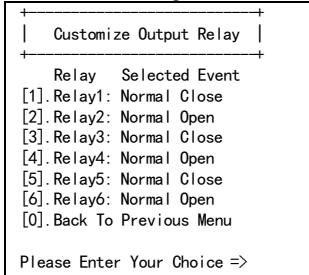 +----------------------------+
|   Customize Output Relay  |
+----------------------------+
Relay   Selected Event
[1].Relay1: Normal Close
[2].Relay2: Normal Open
[3].Relay3: Normal Close
[4].Relay4: Normal Open
[5].Relay5: Normal Close
[6].Relay6: Normal Open
[0].Back To Previous Menu
Please Enter Your Choice =>